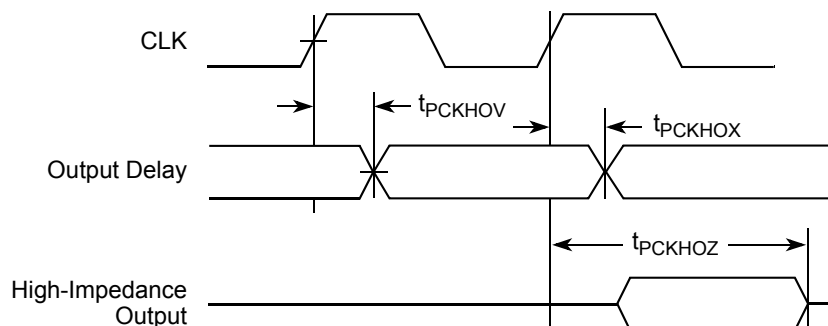 CLK
tPCKHOV
tPCKHOX
Output Delay
tPCKHOZ
High-Impedance
Output